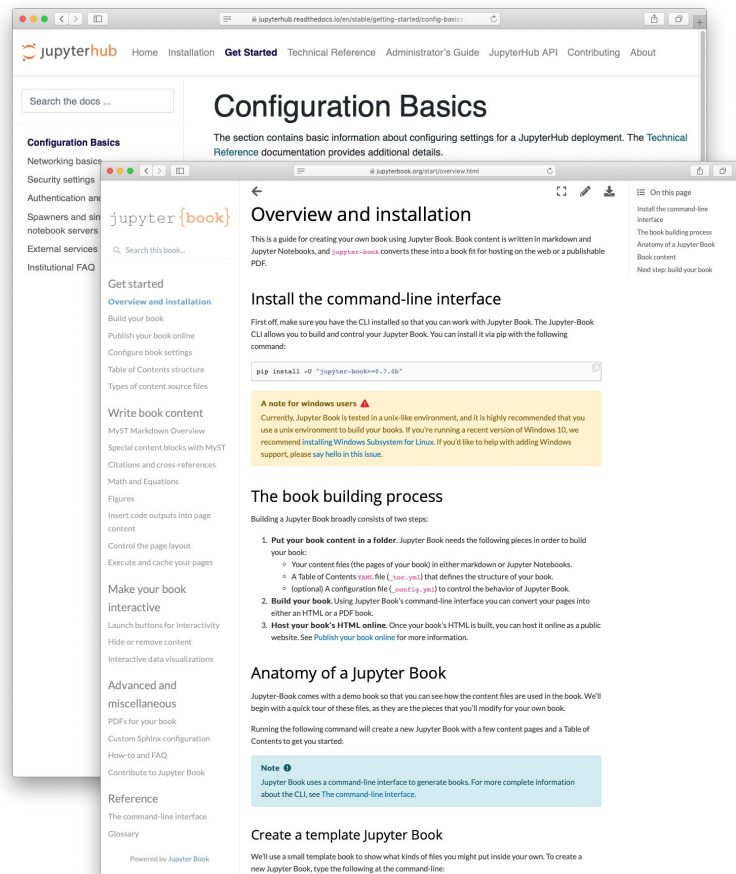 jupyterhub.readthedocs.io/en/stable/getting-started/config-basics
jupyterhub Home Installation Get Started Technical Reference Administrator's Guide JupyterHub API Contributing About
Search the docs ...
Configuration Basics
Networking basics
Security settings
Authentication and
Spawners and sin
notebook servers
External services
Institutional FAQ
Configuration Basics
The section contains basic information about configuring settings for a JupyterHub deployment. The Technical
Reference documentation provides additional details.
jupyterbook.org/start/overview.html
jupyter {book}
Search this book...
Get started
Overview and installation
Build your book
Publish your book online
Configure book settings
Table of Contents structure
Types of content source files
Write book content
MyST Markdown Overview
Special content blocks with MyST
Citations and cross-references
Math and Equations
Figures
Insert code outputs into page
content
Control the page layout
Execute and cache your pages
Make your book
interactive
Launch buttons for interactivity
Hide or remove content
Interactive data visualizations
Advanced and
miscellaneous
PDFs for your book
Custom Sphinx configuration
How-to and FAQ
Contribute to Jupyter Book
Reference
The command-line interface
Glossary
Powered by Jupyter Book
Overview and installation
This is a guide for creating your own book using Jupyter Book. Book content is written in markdown and
Jupyter Notebooks, and jupyter-book converts these into a book fit for hosting on the web or a publishable
PDF.
Install the command-line interface
First off, make sure you have the CLI installed so that you can work with Jupyter Book. The Jupyter-Book
CLI allows you to build and control your Jupyter Book. You can install it via pip with the following
command:
pip install -U "jupyter-book>=0.7.0b"
A note for windows users
Currently, Jupyter Book is tested in a unix-like environment, and it is highly recommended that you
use a unix environment to build your books. If you're running a recent version of Windows 10, we
recommend installing Windows Subsystem for Linux. If you'd like to help with adding Windows
support, please say hello in this issue.
The book building process
Building a Jupyter Book broadly consists of two steps:
1. Put your book content in a folder. Jupyter Book needs the following pieces in order to build
your book:
Your content files (the pages of your book) in either markdown or Jupyter Notebooks.
A Table of Contents YAML file (_toc.yml) that defines the structure of your book.
(optional) A configuration file (_config.yml) to control the behavior of Jupyter Book.
2. Build your book. Using Jupyter Book's command-line interface you can convert your pages into
either an HTML or a PDF book.
3. Host your book's HTML online. Once your book's HTML is built, you can host it online as a public
website. See Publish your book online for more information.
Anatomy of a Jupyter Book
Jupyter-Book comes with a demo book so that you can see how the content files are used in the book. We'll
begin with a quick tour of these files, as they are the pieces that you'll modify for your own book.
Running the following command will create a new Jupyter Book with a few content pages and a Table of
Contents to get you started:
Note
Jupyter Book uses a command-line interface to generate books. For more complete information
about the CLI, see The command-line interface.
Create a template Jupyter Book
We'll use a small template book to show what kinds of files you might put inside your own. To create a
new Jupyter Book, type the following at the command-line:
On this page
Install the command-line
interface
The book building process
Anatomy of a Jupyter Book
Book content
Next step: build your book